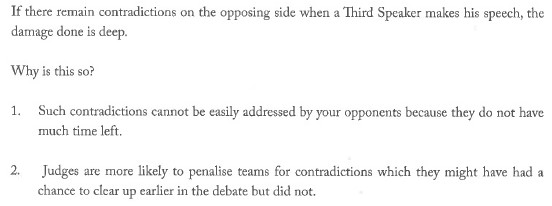 If there remain contradictions on the opposing side when a Third Speaker makes his speech, the
damage done is deep.
Why is this so?
1. Such contradictions cannot be easily addressed by your opponents because they do not have
much time left.
2. Judges are more likely to penalise teams for contradictions which they might have had a
chance to clear up earlier in the debate but did not.